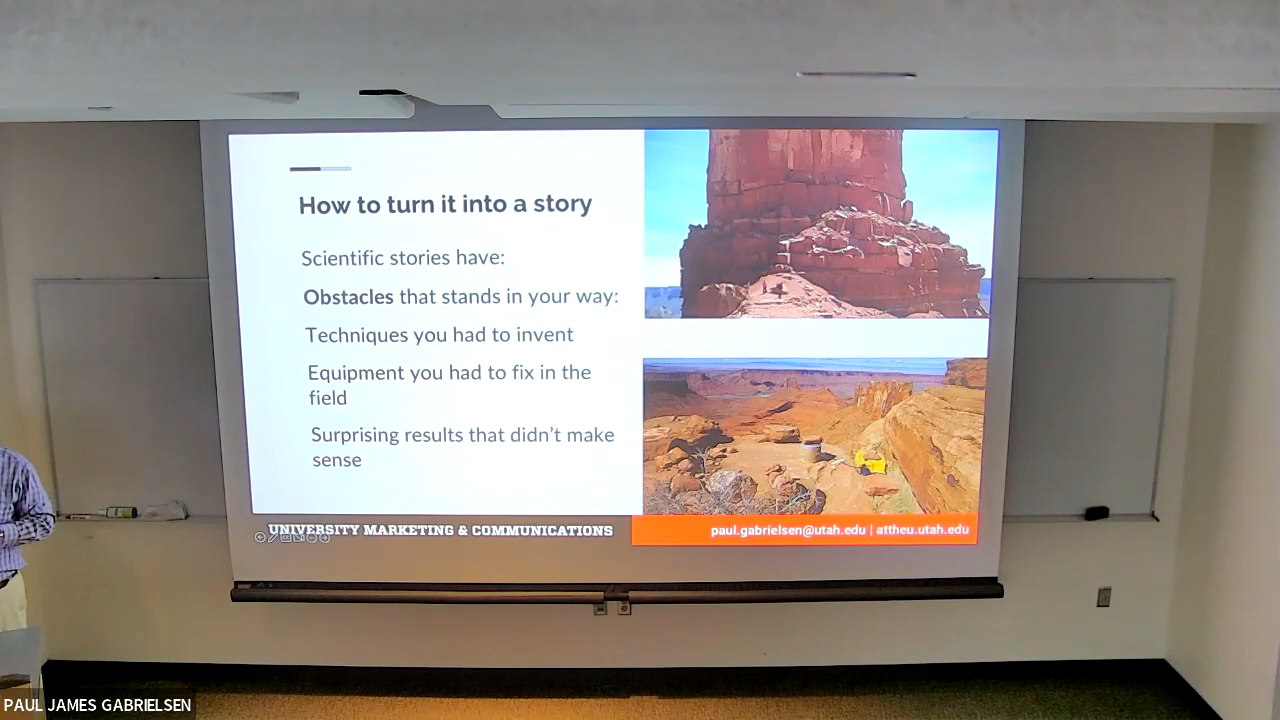 How to turn it into a story
Scientific stories have:
Obstacles that stands in your way:
Techniques you had to invent
Equipment you had to fix in the
field
Surprising results that didn't make
sense
UNIVERSITY MARKETING & COMMUNICATIONS
paul.gabrielsen@utah.edu | attheu.utah.edu
PAUL JAMES GABRIELSEN